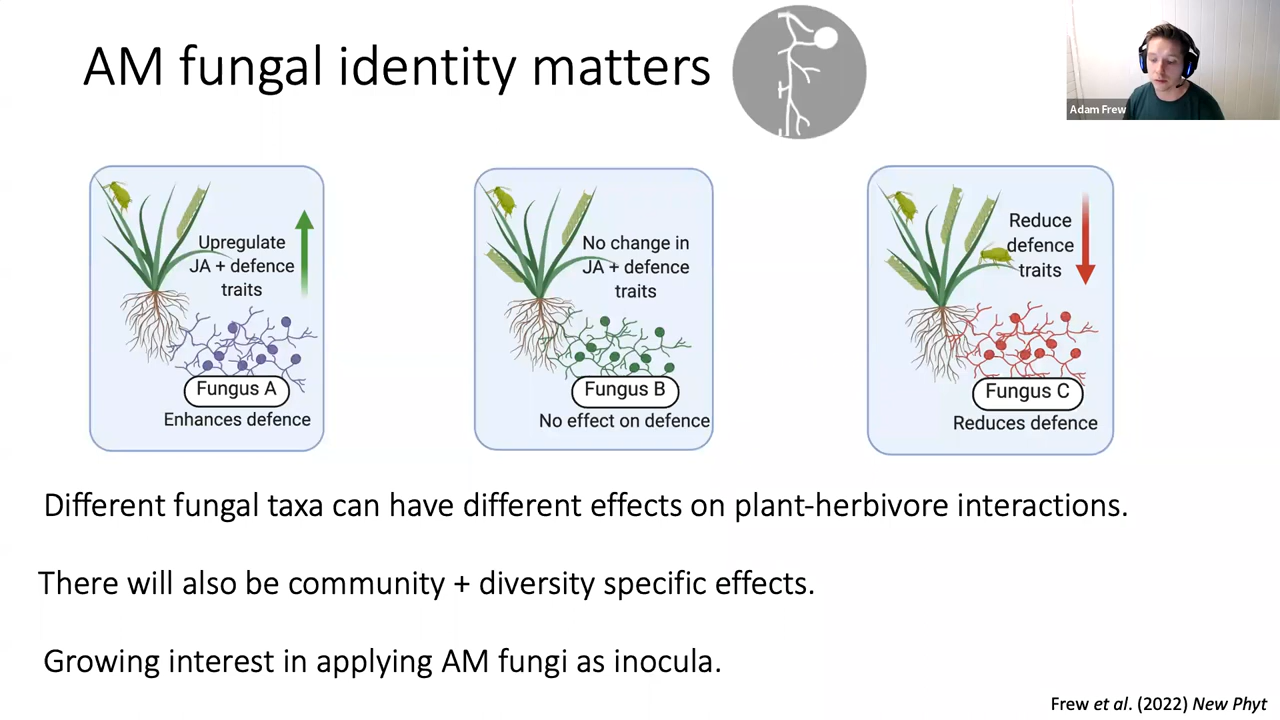 AM fungal identity matters
Adam Frew
Upregulate
JA + defence
traits
Fungus A
Enhances defence
No change in
JA + defence
traits
Fungus B
No effect on defence
Reduce
defence
traits
Fungus C
Reduces defence
Different fungal taxa can have different effects on plant-herbivore interactions.
There will also be community + diversity specific effects.
Growing interest in applying AM fungi as inocula.
Frew et al. (2022) New Phyt